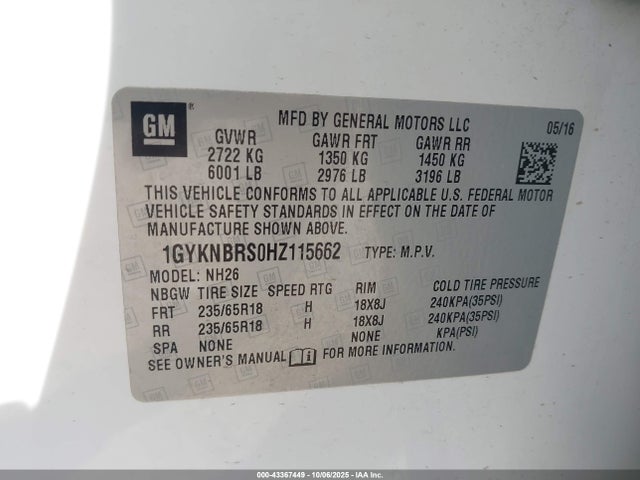 GM
MFD BY GENERAL MOTORS LLC 05/16
GVWR GAWR FRT GAWR RR
2722 KG 1350 KG 1450 KG
6001 LB 2976 LB 3196 LB
THIS VEHICLE CONFORMS TO ALL APPLICABLE U.S. FEDERAL MOTOR
VEHICLE SAFETY STANDARDS IN EFFECT ON THE DATE OF
MANUFACTURE SHOWN ABOVE.
1GYKNBRS0HZ115662 TYPE: M.P.V.
MODEL: NH26
NBGW TIRE SIZE SPEED RTG RIM COLD TIRE PRESSURE
FRT 235/65R18 H 18X8J 240KPA(35PSI)
RR 235/65R18 H 18X8J 240KPA(35PSI)
SPA NONE NONE KPA(PSI)
SEE OWNER'S MANUAL FOR MORE INFORMATION.
000-43367449 - 10/06/2025 - IAA Inc.